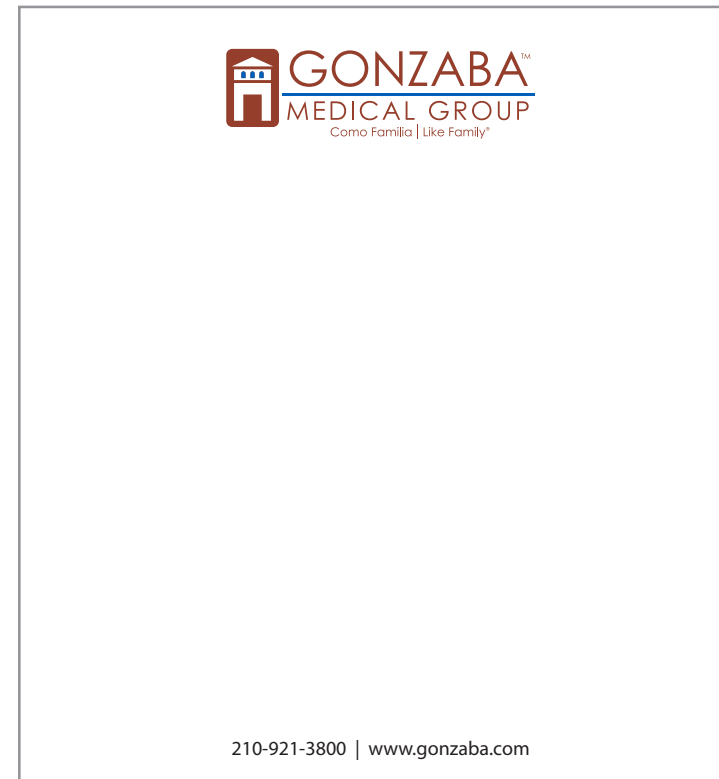 GONZABA™
MEDICAL GROUP
Como Familia | Like Family®
210-921-3800 | www.gonzaba.com